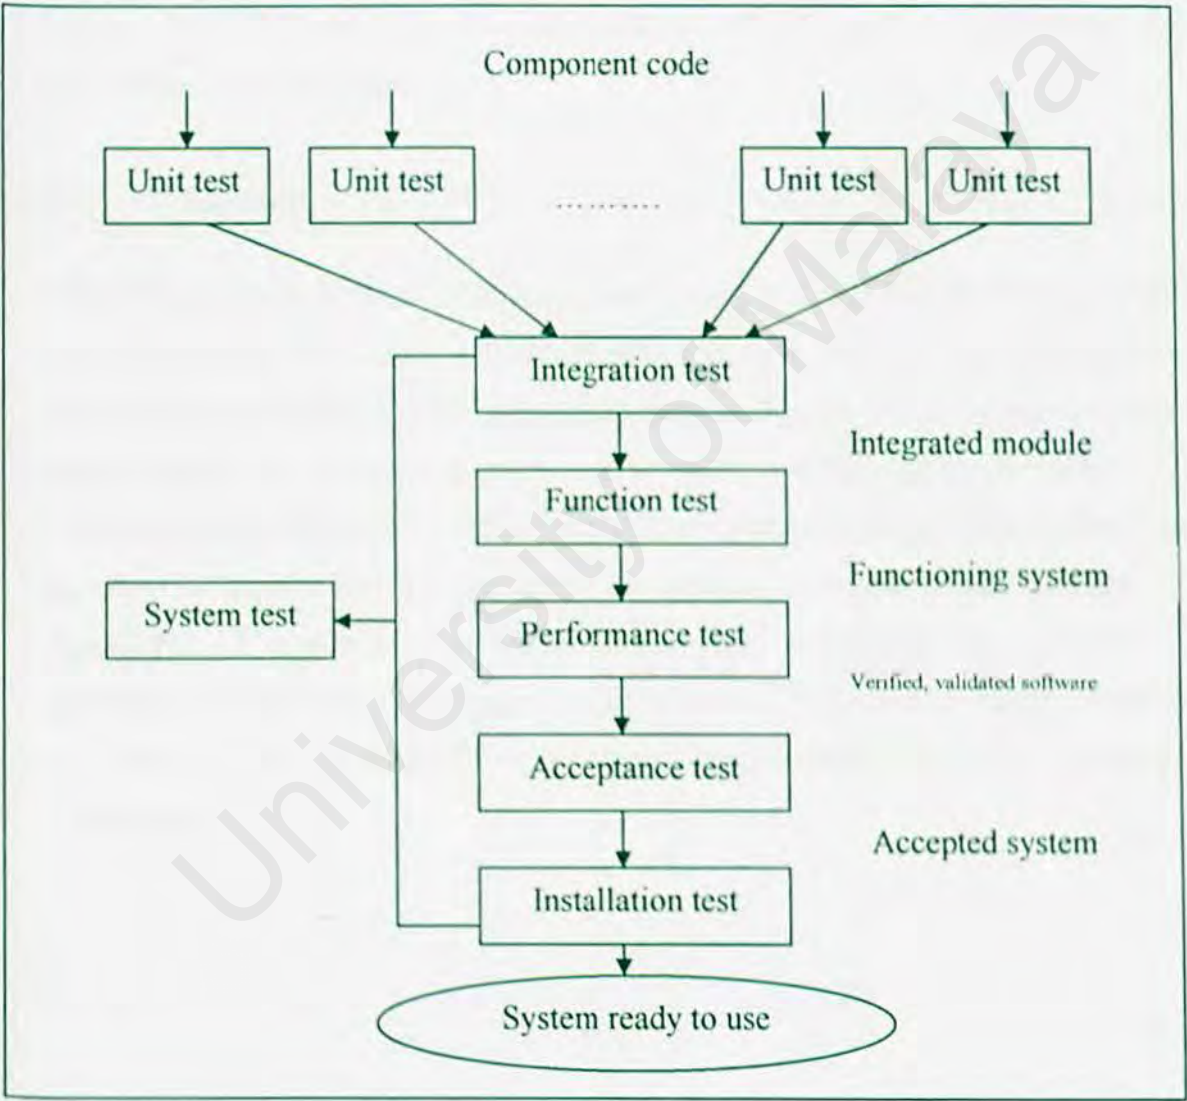 Component code
Unit test
Unit test
..........
Unit test
Unit test
Integration test
Integrated module
Function test
Functioning system
System test
Performance test
Verified, validated software
Acceptance test
Accepted system
Installation test
System ready to use
University of Malaya